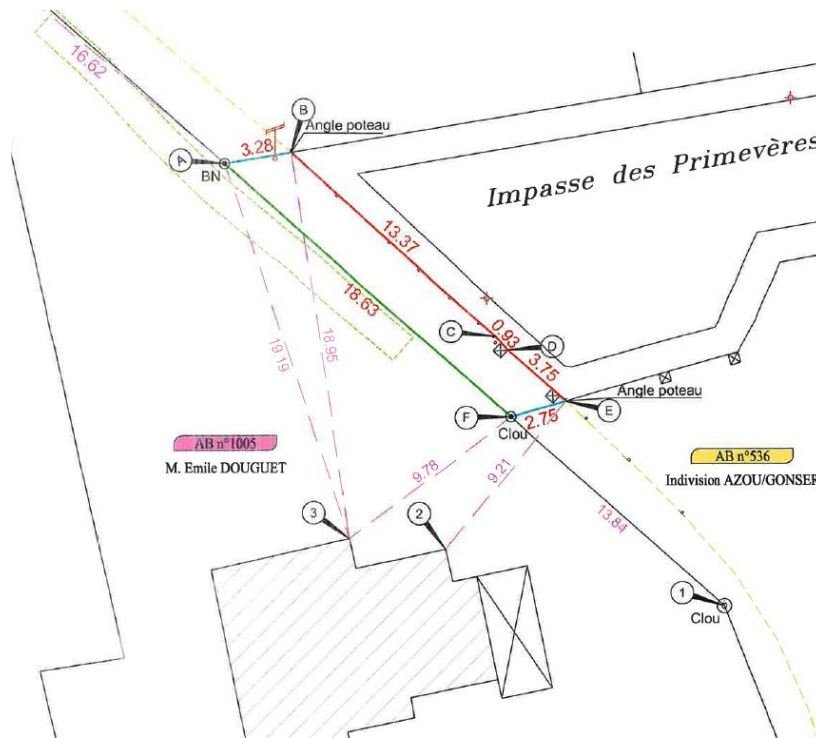 16.62
B
Angle poteau
3.28
A
BN
Impasse des Primevères
13.37
18.63
0.93
C
D
3.75
19.19
18.95
Angle poteau
E
F
2.75
Clou
AB n°1005
M. Emile DOUGUET
9.78
9.21
AB n°536
Indivision AZOU/GONSER
13.84
3
2
1
Clou